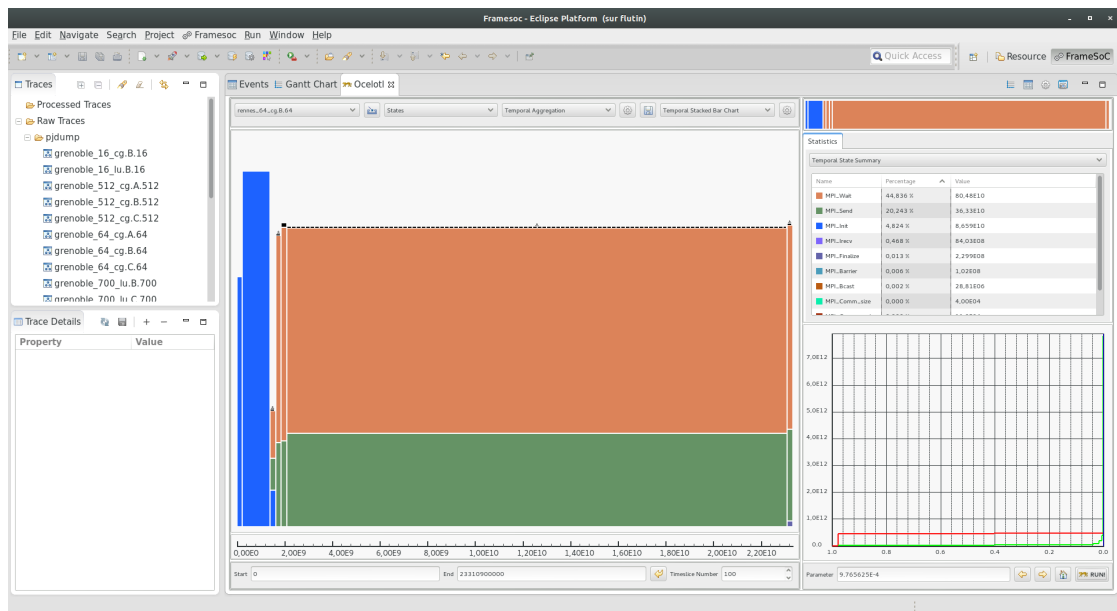 Framesoc - Eclipse Platform (sur flutin)
File Edit Navigate Search Project Framesoc Run Window Help
Quick Access Resource FrameSoC
Traces
Processed Traces
Raw Traces
pjdump
grenoble_16_cg.B.16
grenoble_16_lu.B.16
grenoble_512_cg.A.512
grenoble_512_cg.B.512
grenoble_512_cg.C.512
grenoble_64_cg.A.64
grenoble_64_cg.B.64
grenoble_64_cg.C.64
grenoble_700_lu.B.700
grenoble_700_lu.C.700
Trace Details
Property Value
Events Gantt Chart Ocelotl
rennes_64_cg.B.64 States Temporal Aggregation Temporal Stacked Bar Chart
0,00E0 2,00E9 4,00E9 6,00E9 8,00E9 1,00E10 1,20E10 1,40E10 1,60E10 1,80E10 2,00E10 2,20E10
Start 0 End 23310900000 Timeslice Number 100
Statistics
Temporal State Summary
Name Percentage Value
MPI_Wait 44,836 % 80,48E10
MPI_Send 20,243 % 36,33E10
MPI_Init 4,824 % 8,659E10
MPI_Irecv 0,468 % 84,03E08
MPI_Finalize 0,013 % 2,299E08
MPI_Barrier 0,006 % 1,02E08
MPI_Bcast 0,002 % 28,81E06
MPI_Comm_size 0,000 % 4,00E04
7,0E12
6,0E12
5,0E12
4,0E12
3,0E12
2,0E12
1,0E12
0.0
1.0 0.8 0.6 0.4 0.2 0.0
Parameter 9.765625E-4 RUN!